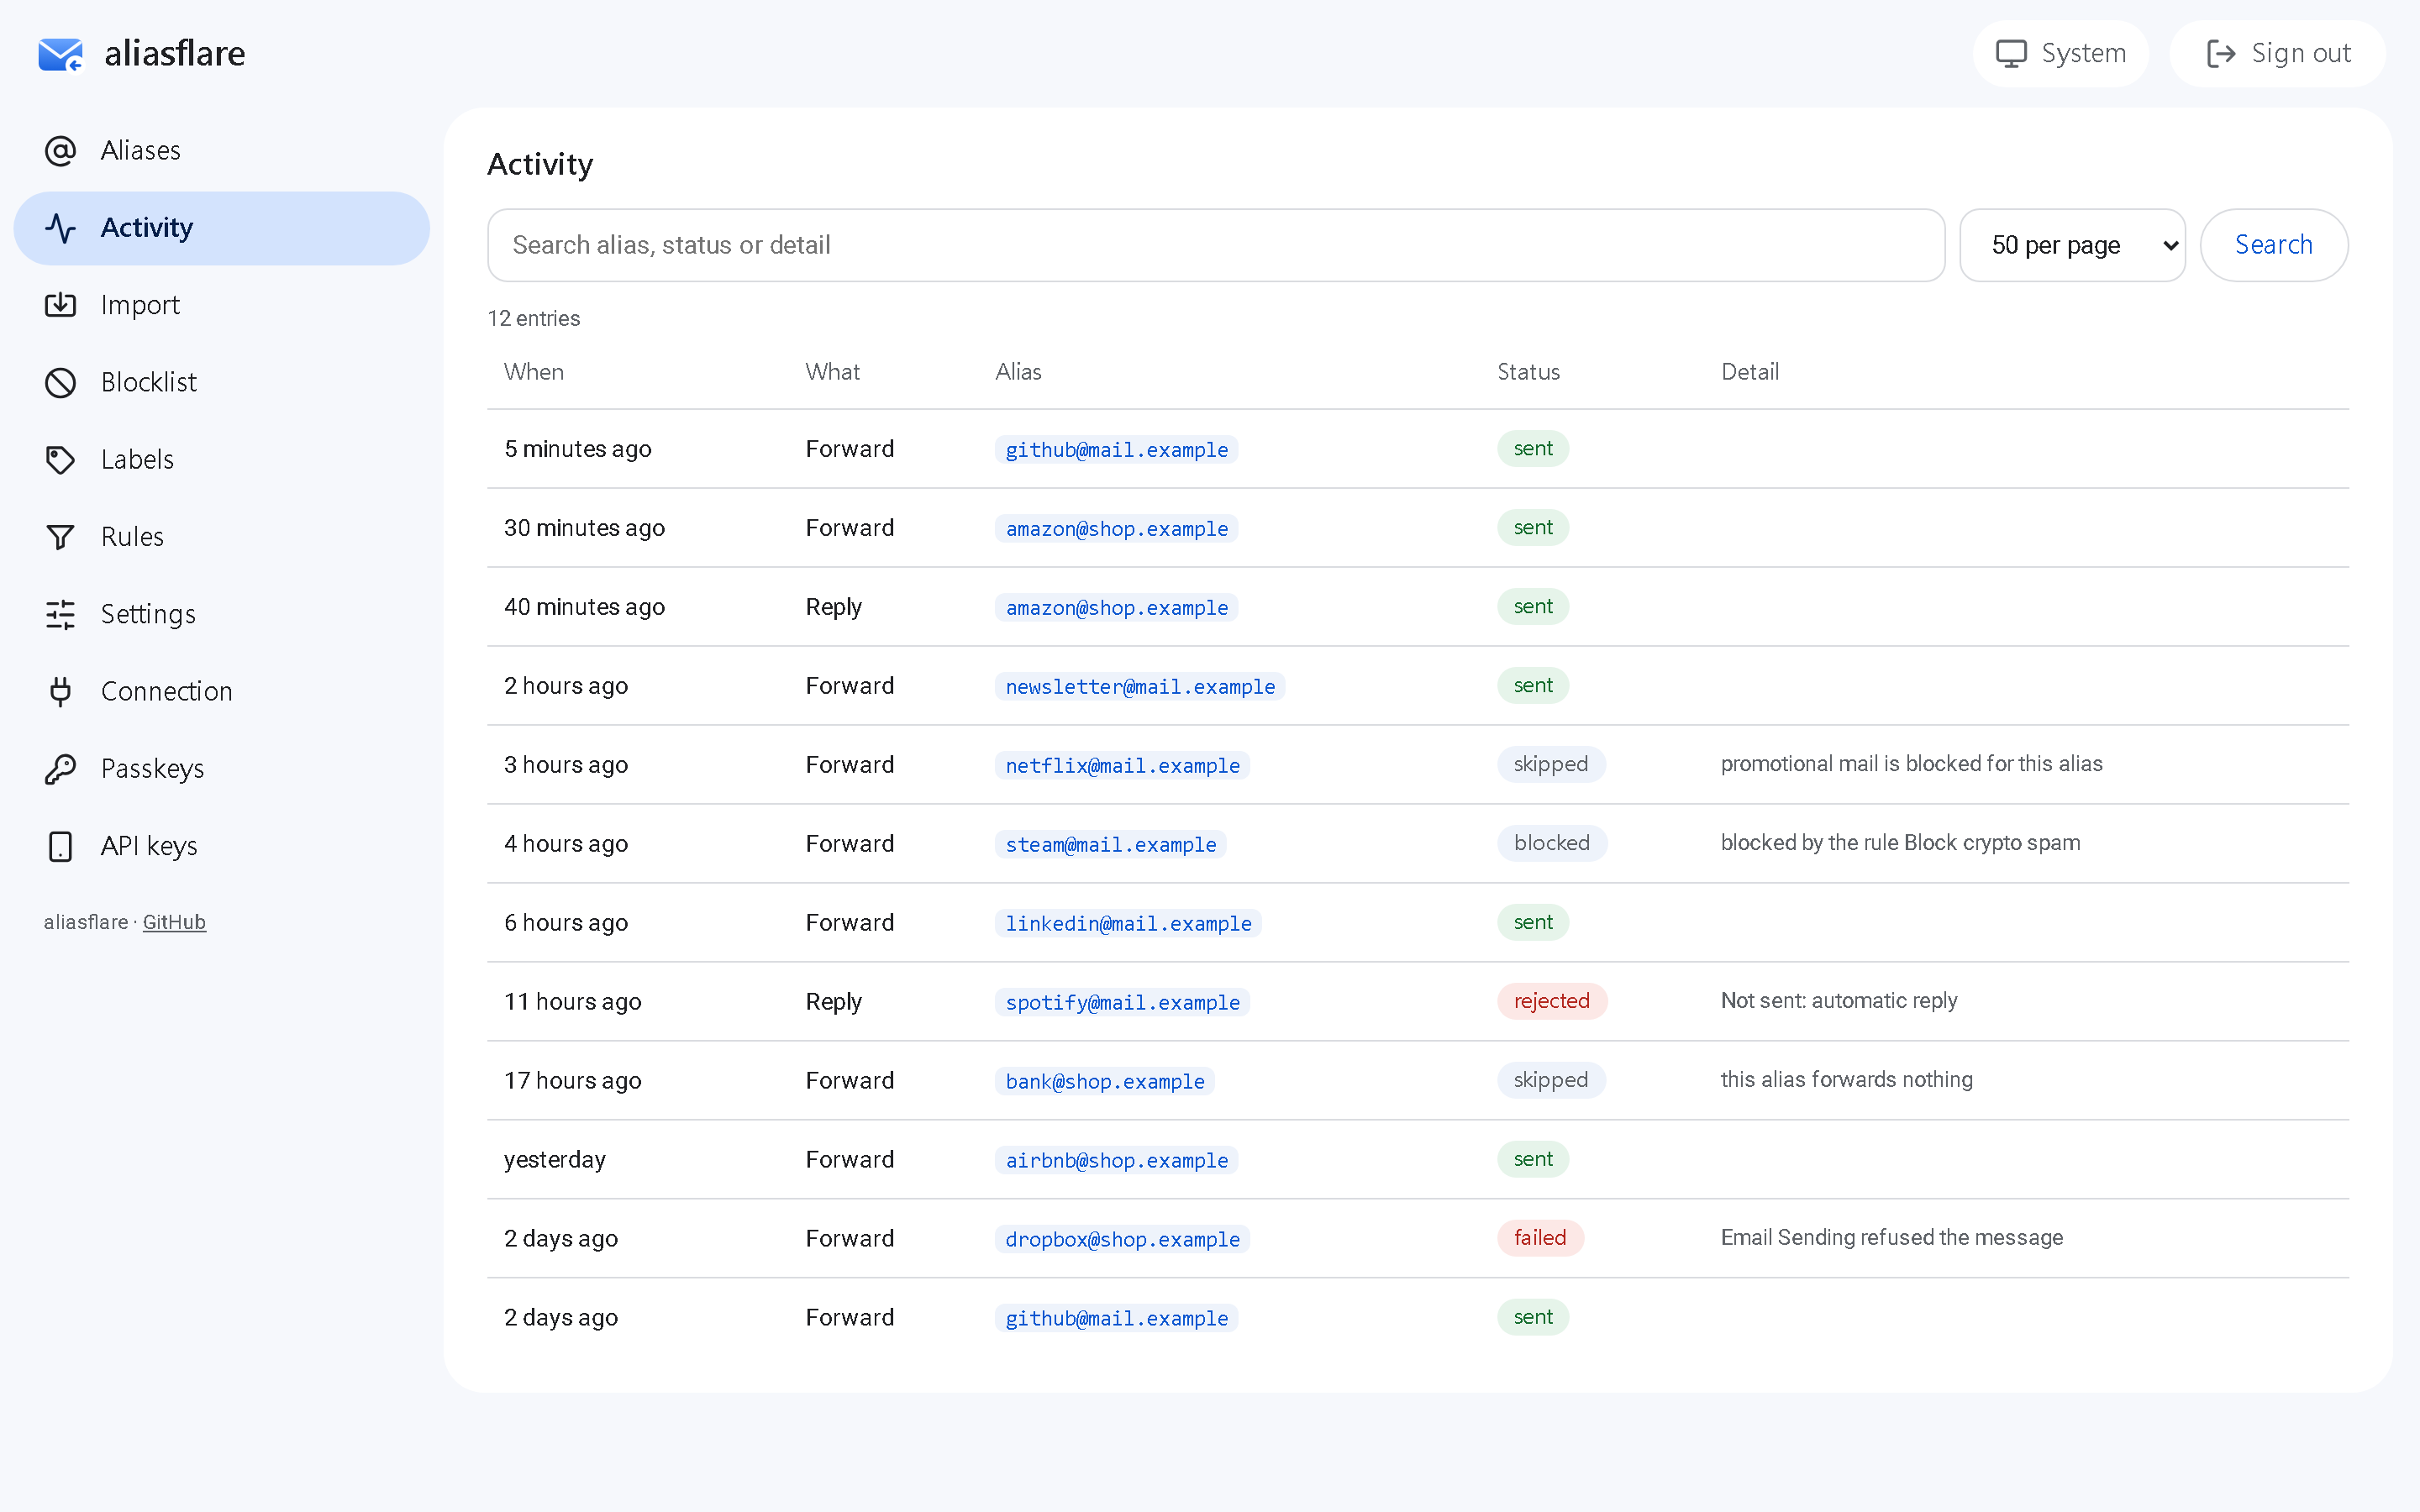 aliasflare
System
Sign out
Aliases
Activity
Import
Blocklist
Labels
Rules
Settings
Connection
Passkeys
API keys
aliasflare · GitHub
Activity
Search alias, status or detail
50 per page
Search
12 entries
When What Alias Status Detail
5 minutes ago Forward github@mail.example sent
30 minutes ago Forward amazon@shop.example sent
40 minutes ago Reply amazon@shop.example sent
2 hours ago Forward newsletter@mail.example sent
3 hours ago Forward netflix@mail.example skipped promotional mail is blocked for this alias
4 hours ago Forward steam@mail.example blocked blocked by the rule Block crypto spam
6 hours ago Forward linkedin@mail.example sent
11 hours ago Reply spotify@mail.example rejected Not sent: automatic reply
17 hours ago Forward bank@shop.example skipped this alias forwards nothing
yesterday Forward airbnb@shop.example sent
2 days ago Forward dropbox@shop.example failed Email Sending refused the message
2 days ago Forward github@mail.example sent